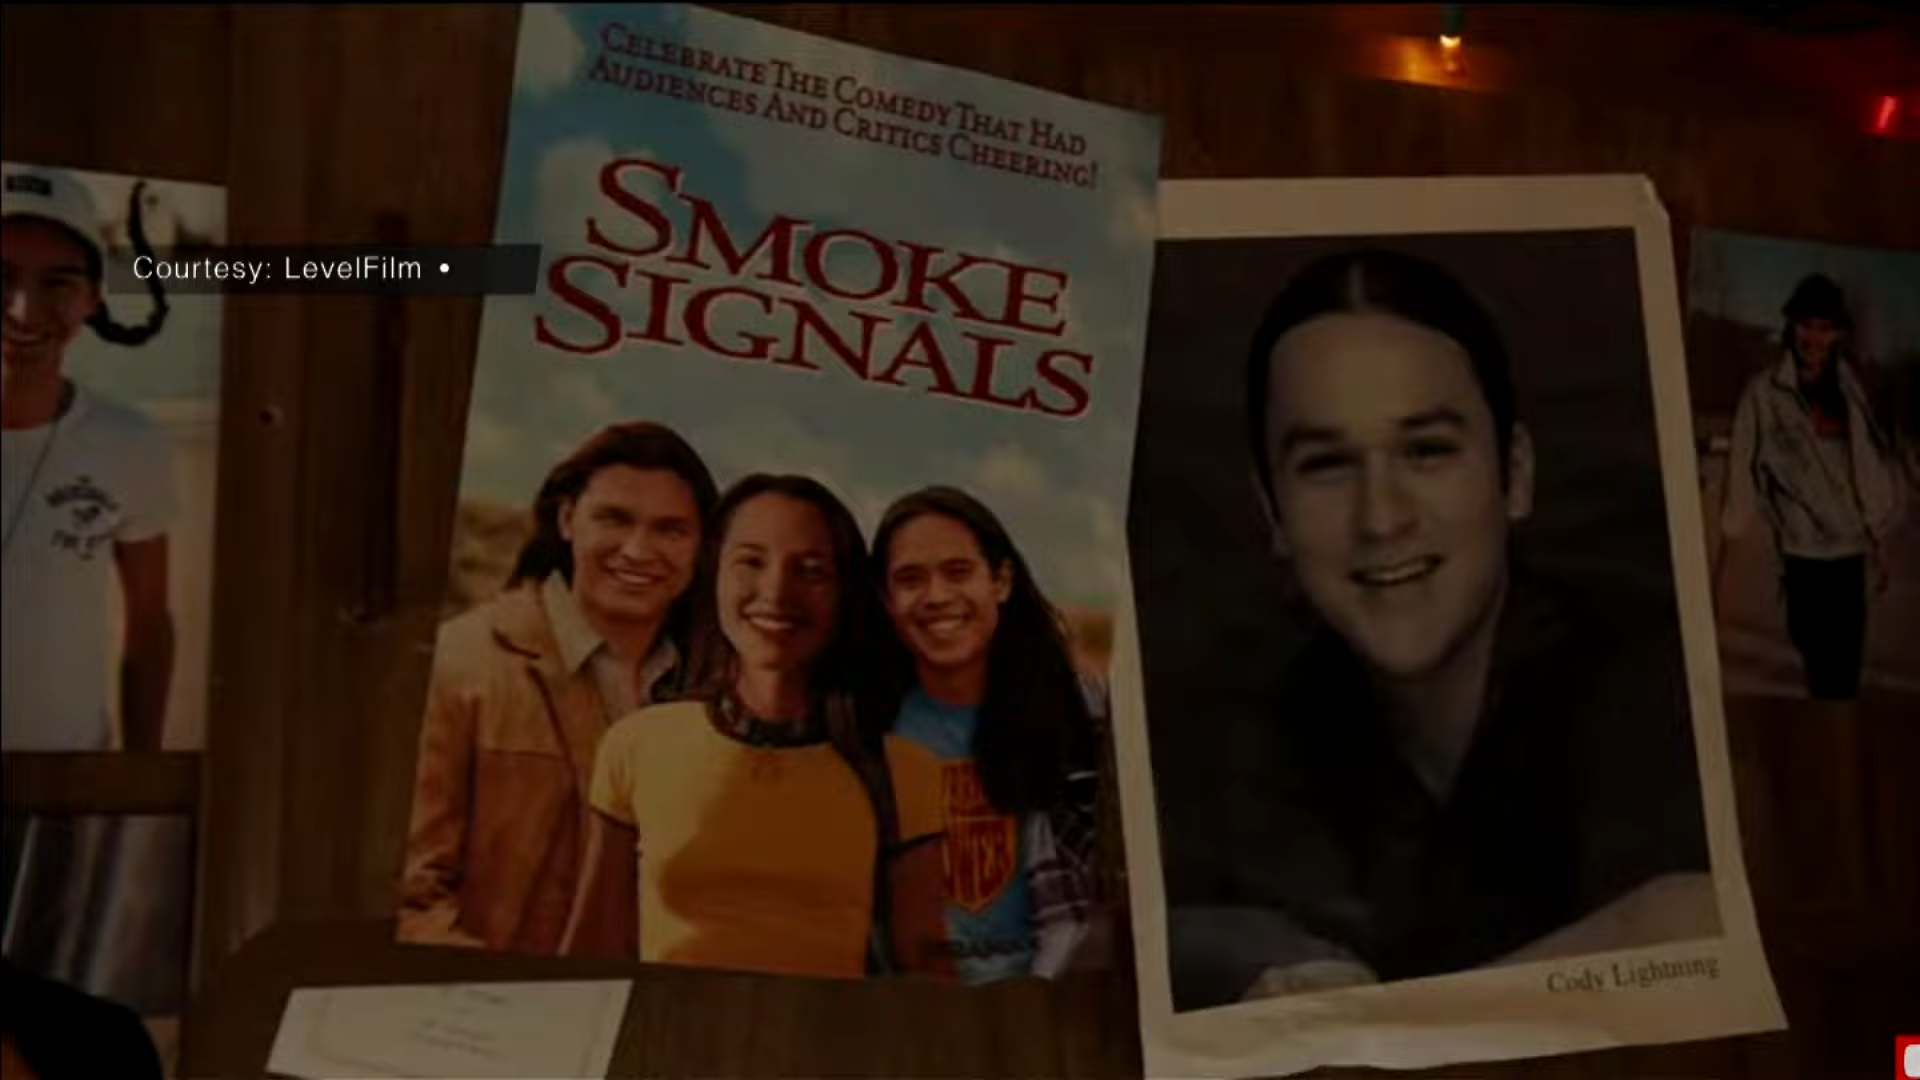 CELEBRATE THE COMEDY THAT HAD
AUDIENCES AND CRITICS CHEERING!
SMOKE
SIGNALS
Courtesy: LevelFilm •
Cody Lightning